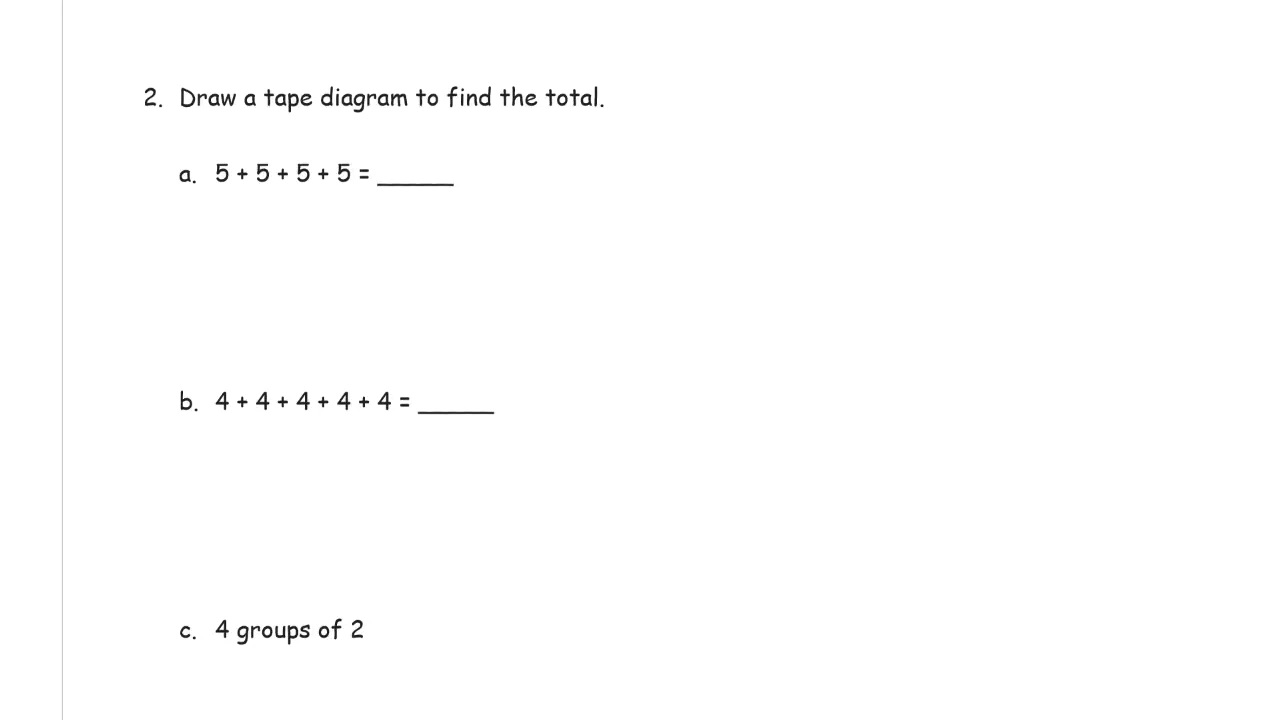 2. Draw a tape diagram to find the total.
a. 5 + 5 + 5 + 5 = ______
b. 4 + 4 + 4 + 4 + 4 = ______
c. 4 groups of 2